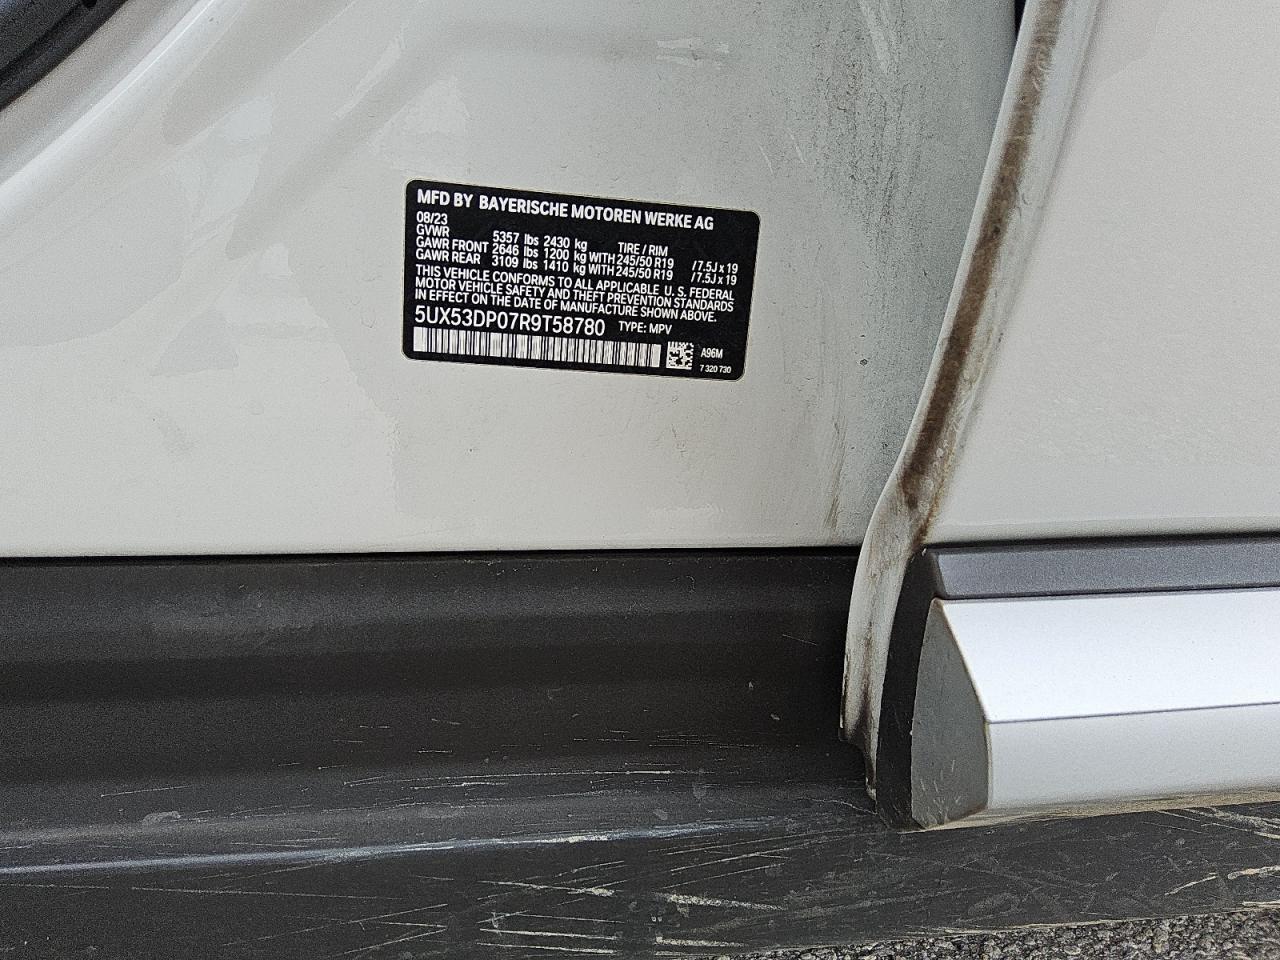 MFD BY BAYERISCHE MOTOREN WERKE AG
08/23
GVWR 5357 lbs 2430 kg TIRE / RIM
GAWR FRONT 2646 lbs 1200 kg WITH 245/50 R19 / 7.5J x 19
GAWR REAR 3109 lbs 1410 kg WITH 245/50 R19 / 7.5J x 19
THIS VEHICLE CONFORMS TO ALL APPLICABLE U. S. FEDERAL
MOTOR VEHICLE SAFETY AND THEFT PREVENTION STANDARDS
IN EFFECT ON THE DATE OF MANUFACTURE SHOWN ABOVE.
5UX53DP07R9T58780 TYPE: MPV
A96M
7 320 730